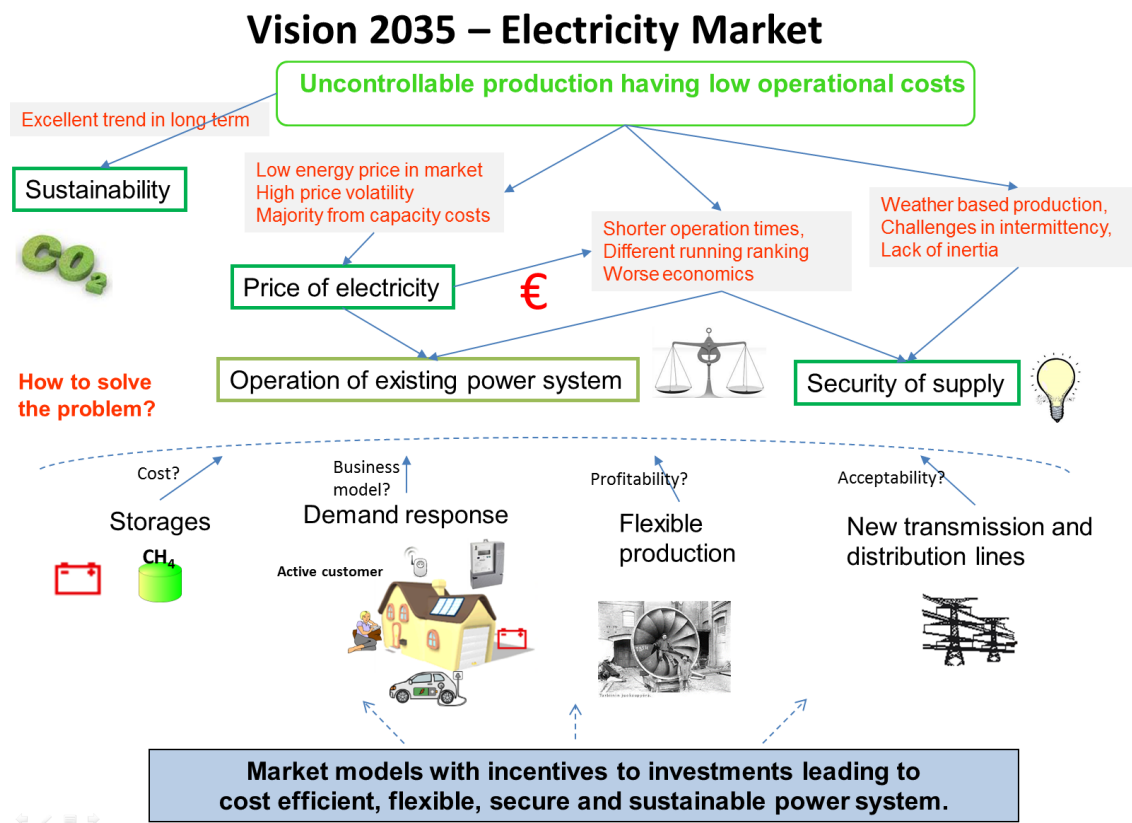 Vision 2035 – Electricity Market
Uncontrollable production having low operational costs
Excellent trend in long term
Sustainability
CO2
Low energy price in market
High price volatility
Majority from capacity costs
Shorter operation times,
Different running ranking
Worse economics
Weather based production,
Challenges in intermittency,
Lack of inertia
Price of electricity
€
Operation of existing power system
Security of supply
How to solve
the problem?
Cost?
Business
model?
Profitability?
Acceptability?
Storages
Demand response
Flexible
production
New transmission and
distribution lines
CH4
Active customer
Market models with incentives to investments leading to
cost efficient, flexible, secure and sustainable power system.